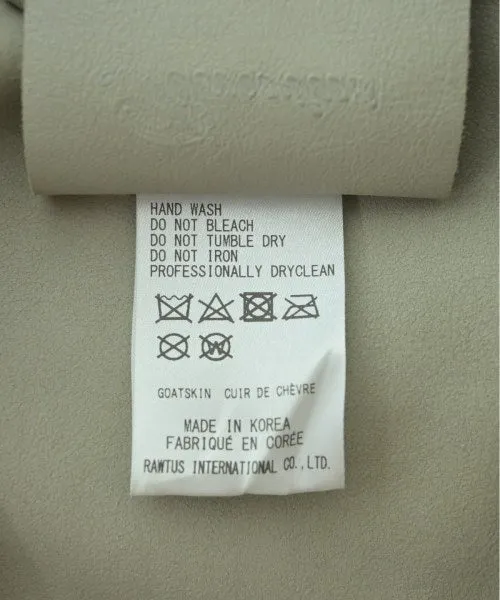 HAND WASH
DO NOT BLEACH
DO NOT TUMBLE DRY
DO NOT IRON
PROFESSIONALLY DRYCLEAN
W
GOATSKIN CUIR DE CHÈVRE
MADE IN KOREA
FABRIQUÉ EN CORÉE
RAWTUS INTERNATIONAL CO.,LTD.